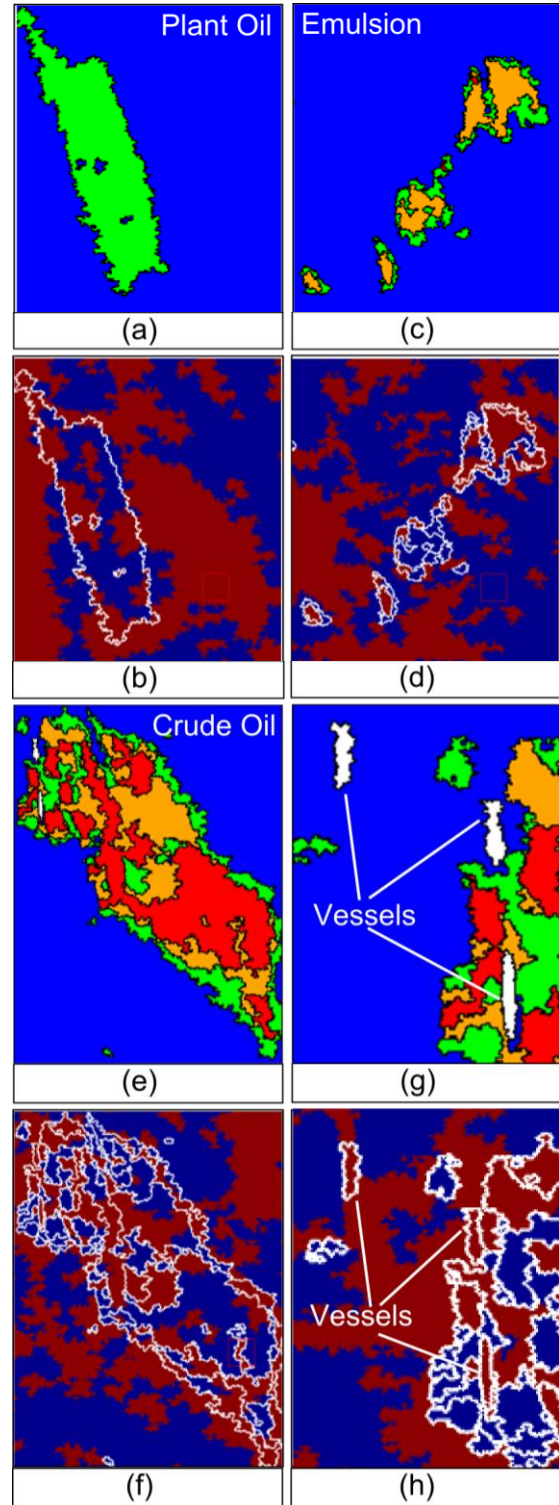 Plant Oil
Emulsion
(a)
(c)
(b)
(d)
Crude Oil
Vessels
(e)
(g)
Vessels
(f)
(h)